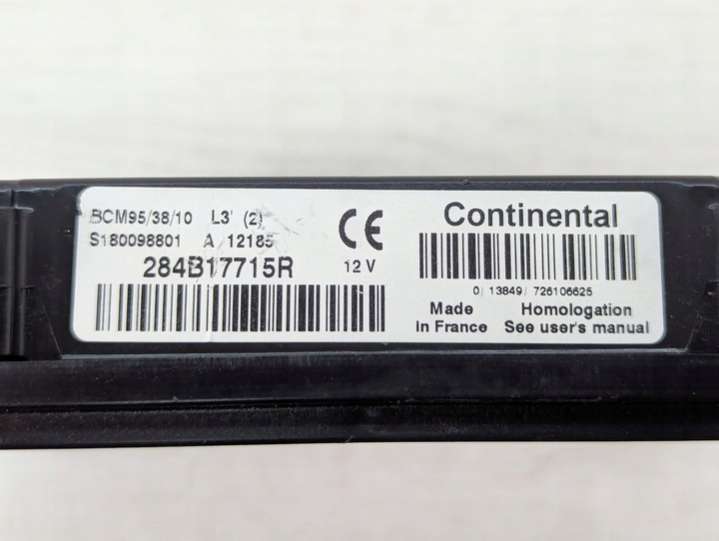 BCM95/38/10 L3' (2)
S180098801 A 12185
284B17715R
12 V
CE
Continental
0/ 13849/ 726106625
Made
in France
Homologation
See user's manual